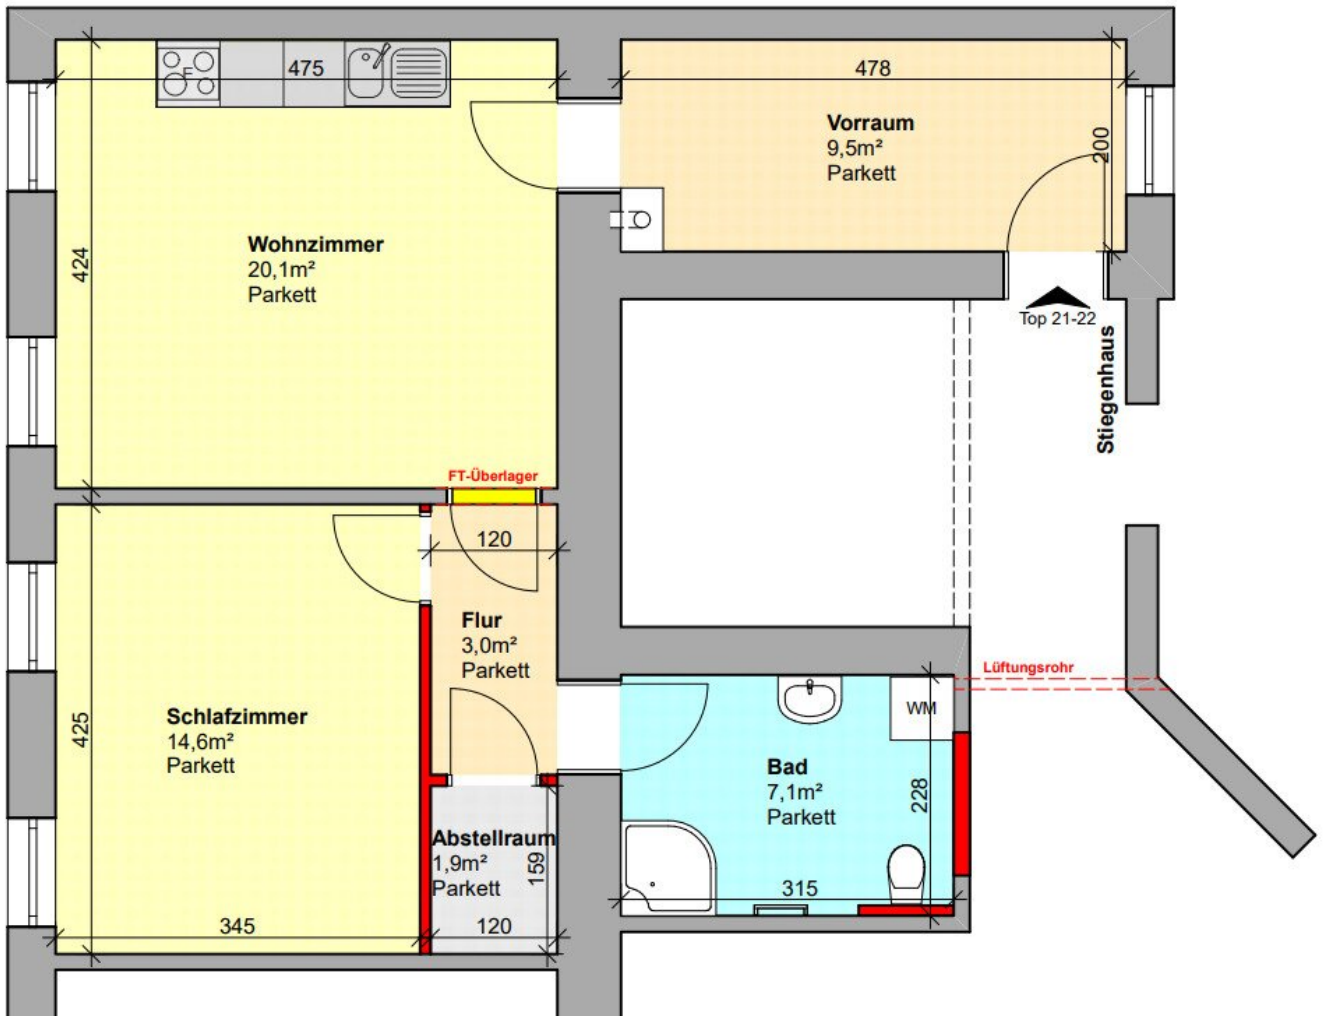 F
475
478
Vorraum
9,5m²
Parkett
200
Wohnzimmer
20,1m²
Parkett
424
Top 21-22
Stiegenhaus
FT-Überlager
120
Flur
3,0m²
Parkett
Lüftungsrohr
Schlafzimmer
14,6m²
Parkett
425
WM
Bad
7,1m²
Parkett
228
Abstellraum
1,9m²
Parkett
159
315
345
120